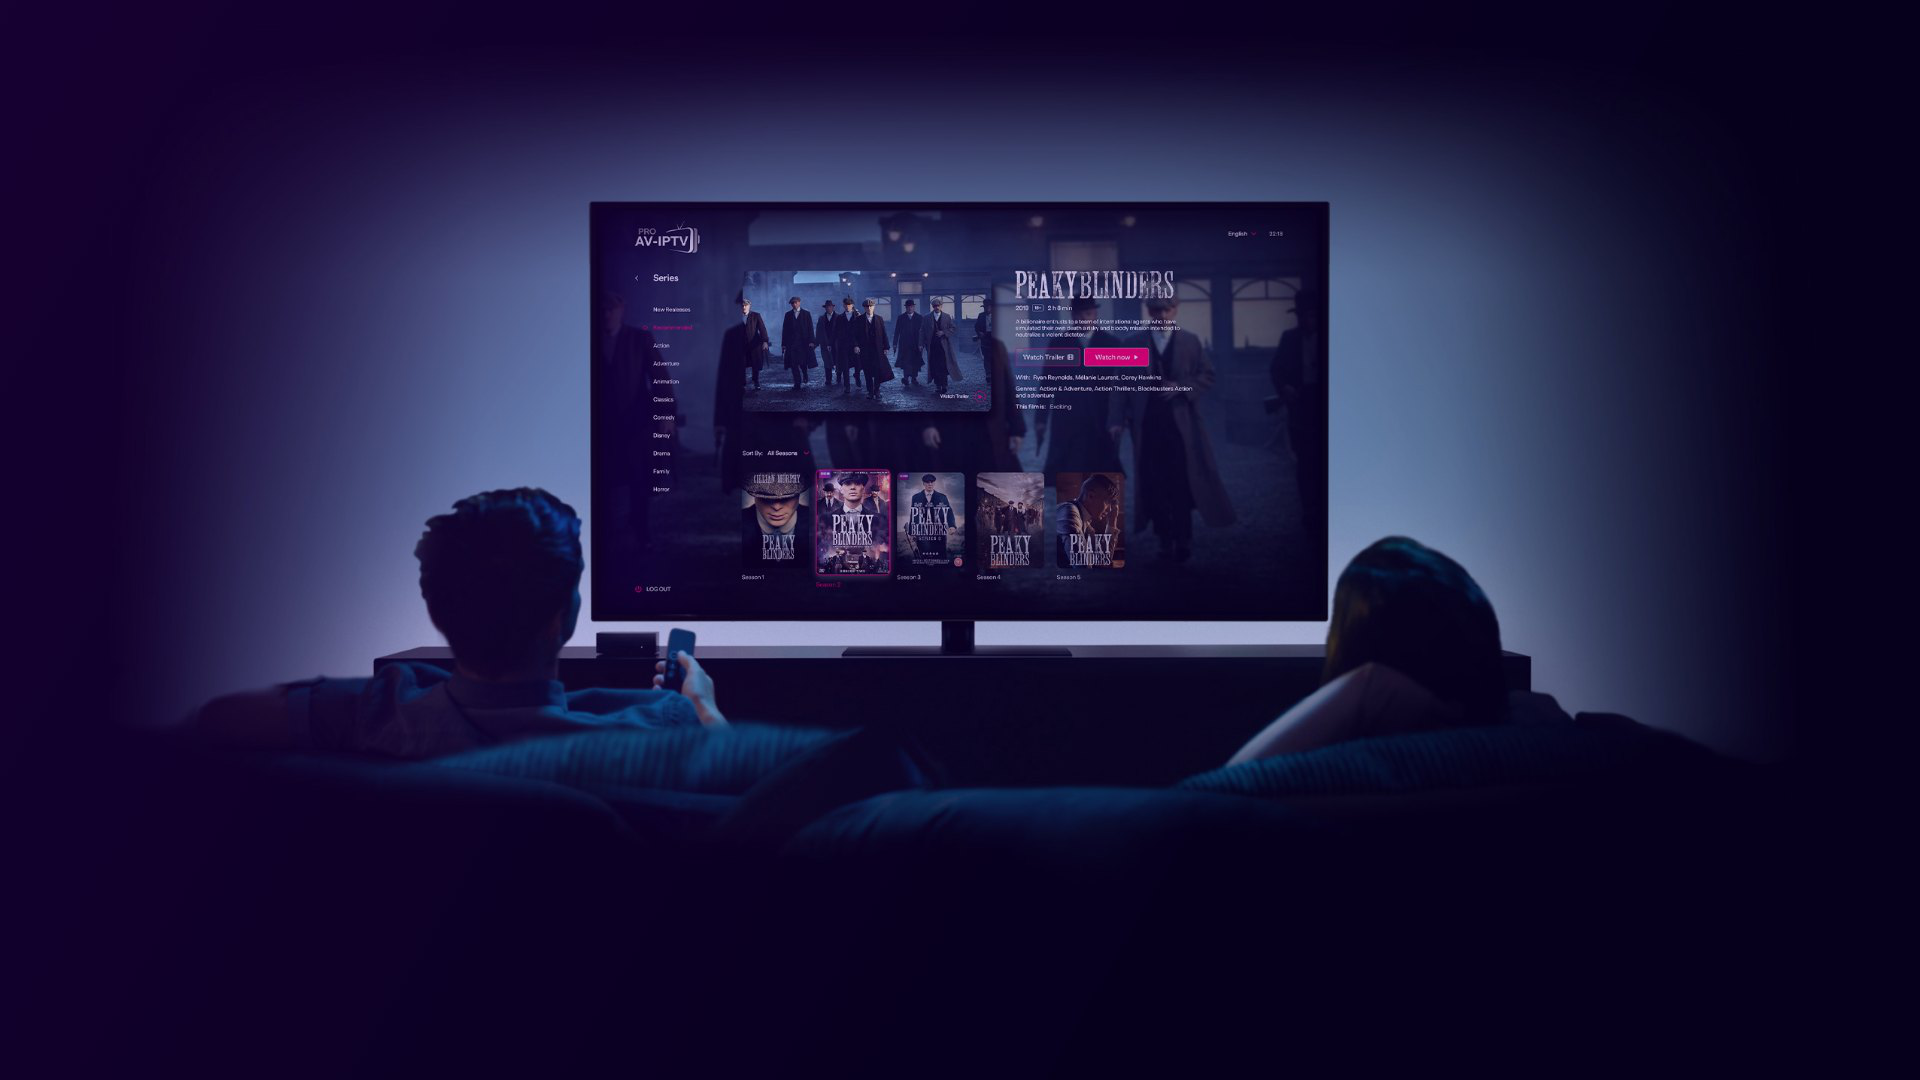 PRO
AV-IPTV
English
22:13
Series
New Realeases
Recommended
Action
Adventure
Animation
Classics
Comedy
Disney
Drama
Family
Horror
LOG OUT
Watch Trailer
PEAKY BLINDERS
2019
2 h 8 min
A billionaire entrusts to a team of international agents who have
simulated their own death a risky and bloody mission intended to
neutralize a violent dictator.
Watch Trailer
Watch now
With: Ryan Reynolds, Mélanie Laurent, Corey Hawkins
Genres: Action & Adventure, Action Thrillers, Blockbusters Action
and adventure
This film is: Exciting
Sort By: All Seasons
CILLIAN MURPHY
PEAKY
BLINDERS
Season 1
PEAKY
BLINDERS
Season 2
PEAKY
BLINDERS
Season 3
PEAKY
BLINDERS
Season 4
PEAKY
BLINDERS
Season 5